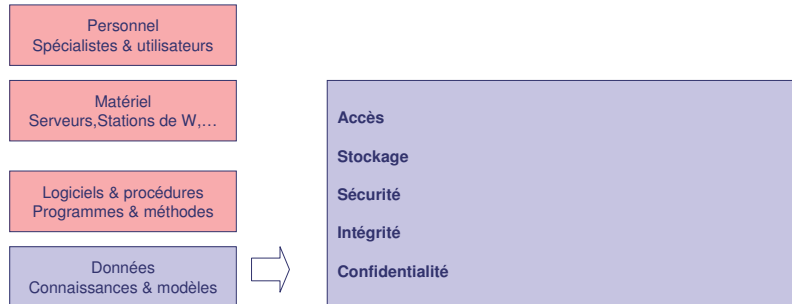 Personnel
Spécialistes & utilisateurs
Matériel
Serveurs,Stations de W,…
Logiciels & procédures
Programmes & méthodes
Données
Connaissances & modèles
Accès
Stockage
Sécurité
Intégrité
Confidentialité